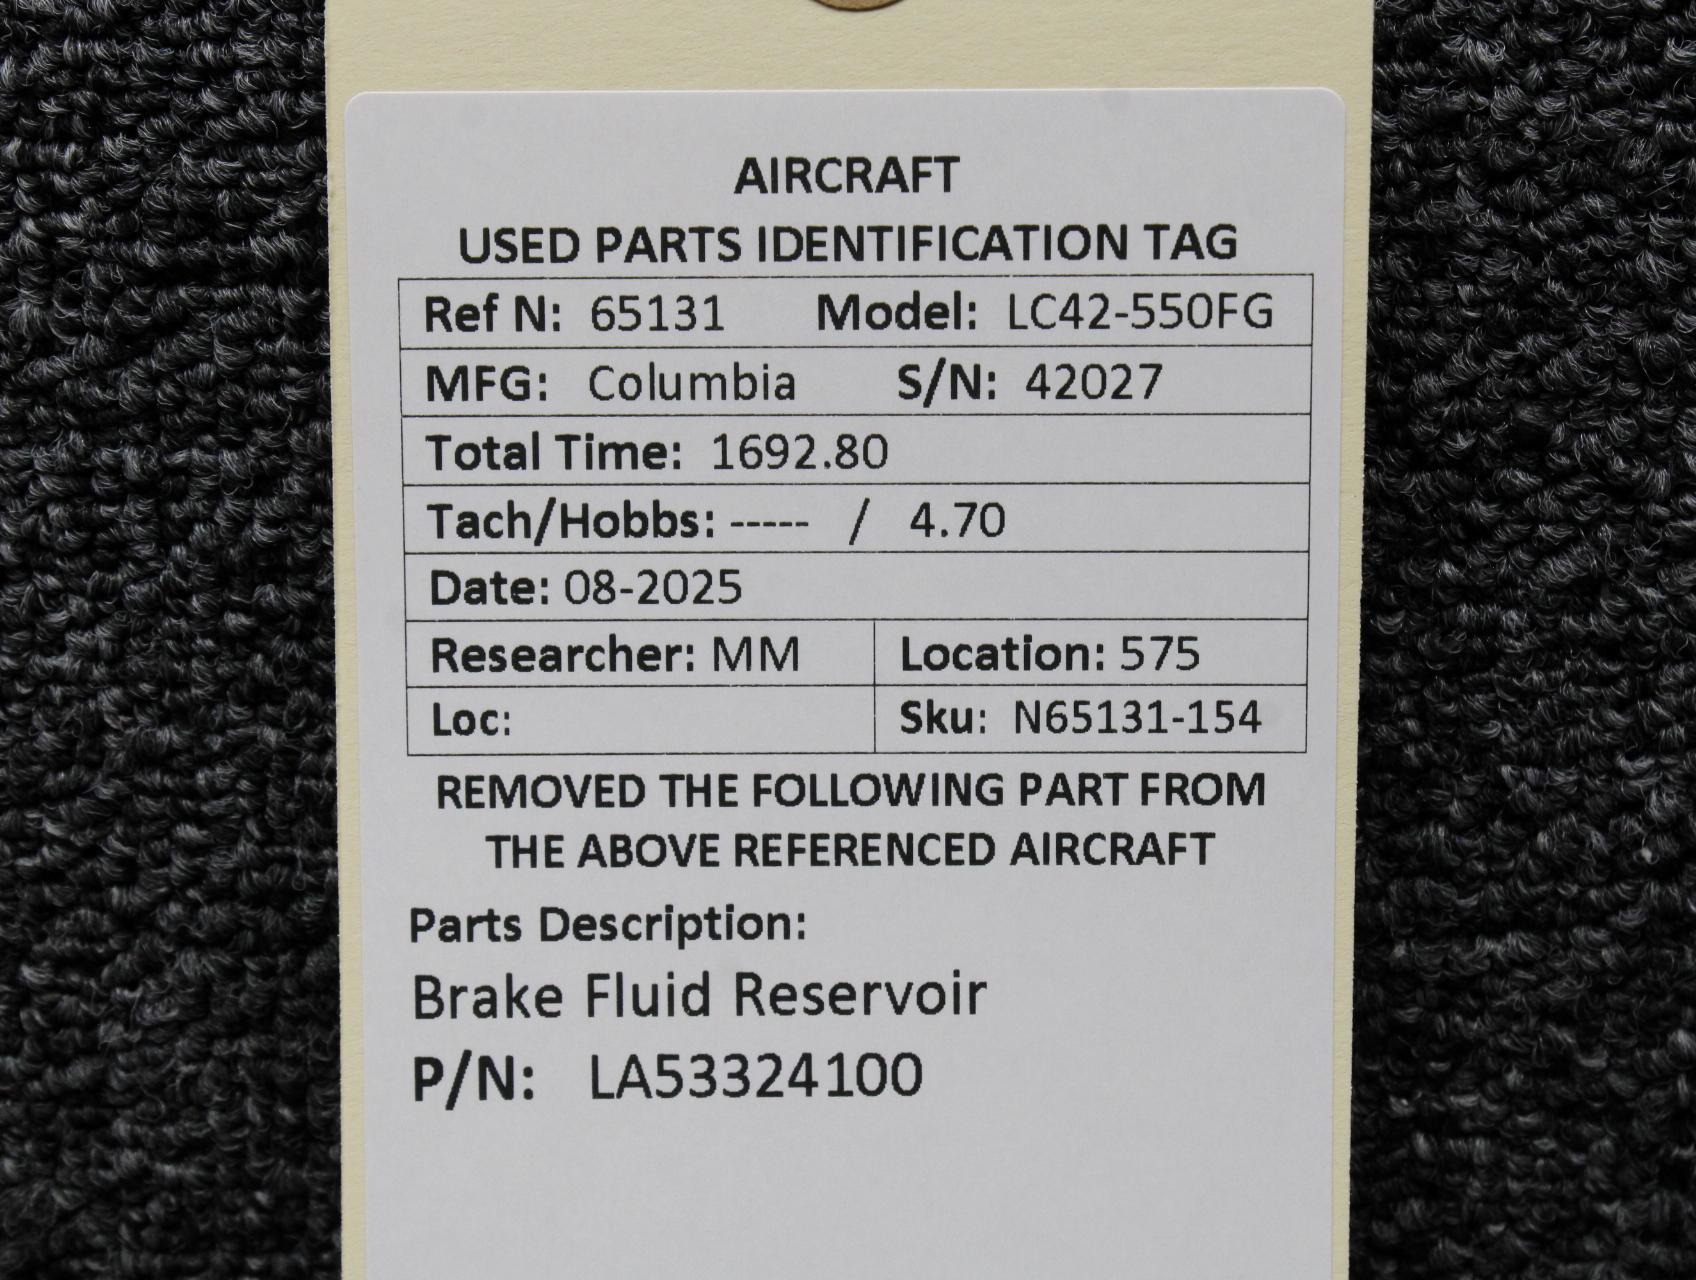 AIRCRAFT
USED PARTS IDENTIFICATION TAG
Ref N: 65131 Model: LC42-550FG
MFG: Columbia S/N: 42027
Total Time: 1692.80
Tach/Hobbs: ----- / 4.70
Date: 08-2025
Researcher: MM Location: 575
Loc: Sku: N65131-154
REMOVED THE FOLLOWING PART FROM
THE ABOVE REFERENCED AIRCRAFT
Parts Description:
Brake Fluid Reservoir
P/N: LA53324100